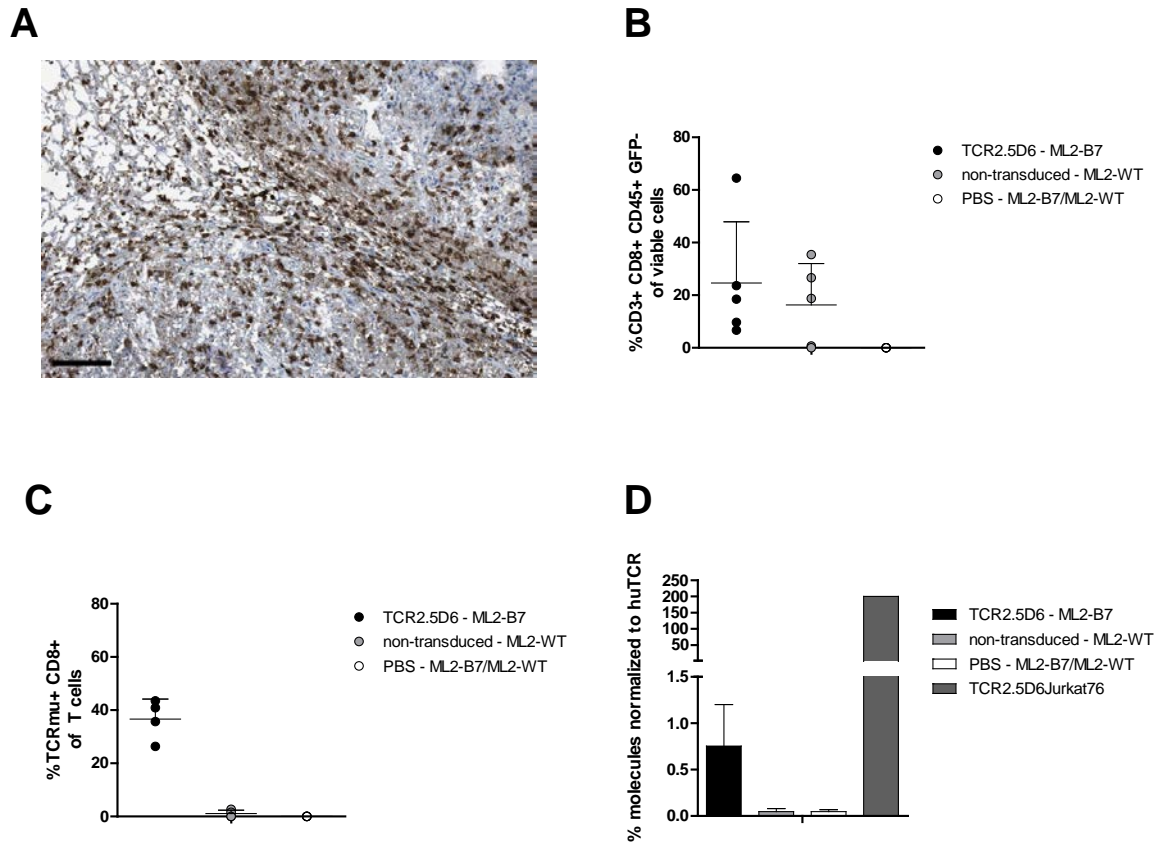 A
B
%CD3+ CD8+ CD45+ GFP-
of viable cells
80
60
40
20
0
TCR2.5D6 - ML2-B7
non-transduced - ML2-WT
PBS - ML2-B7/ML2-WT
C
%TCRmu+ CD8+
of T cells
80
60
40
20
0
TCR2.5D6 - ML2-B7
non-transduced - ML2-WT
PBS - ML2-B7/ML2-WT
D
% molecules normalized to huTCR
250
200
150
100
50
1.5
1.0
0.5
0.0
TCR2.5D6 - ML2-B7
non-transduced - ML2-WT
PBS - ML2-B7/ML2-WT
TCR2.5D6Jurkat76